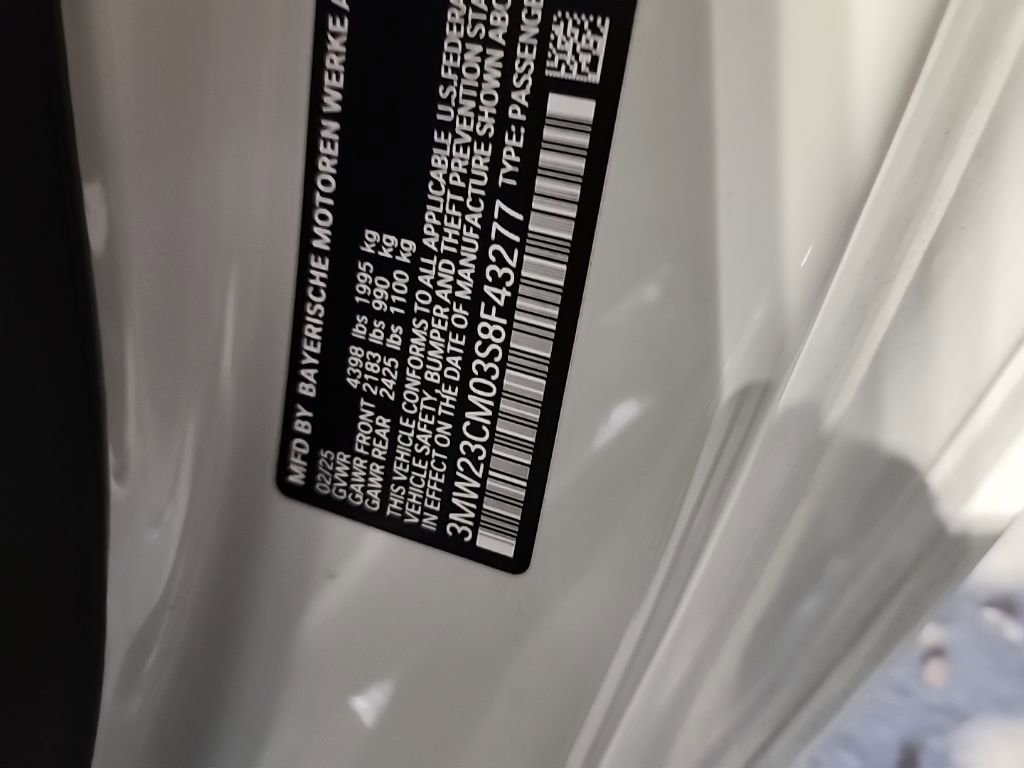 MFD BY BAYERISCHE MOTOREN WERKE A
02/25
GVWR 4398 lbs 1995 kg
GAWR FRONT 2183 lbs 990 kg
GAWR REAR 2425 lbs 1100 kg
THIS VEHICLE CONFORMS TO ALL APPLICABLE U.S.FEDERA
VEHICLE SAFETY, BUMPER AND THEFT PREVENTION STA
IN EFFECT ON THE DATE OF MANUFACTURE SHOWN ABO
3MW23CM03S8F43277 TYPE: PASSENGE